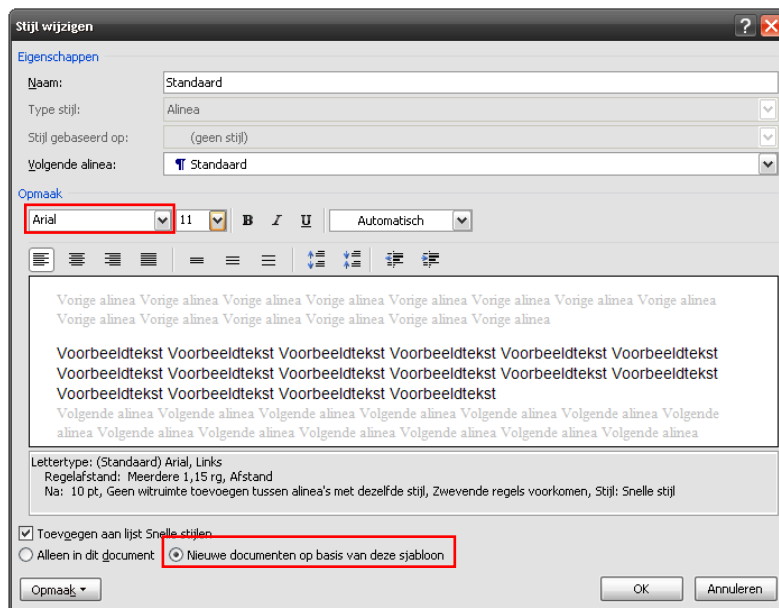 Stijl wijzigen
Eigenschappen
Naam: Standaard
Type stijl: Alinea
Stijl gebaseerd op: (geen stijl)
Volgende alinea: ¶ Standaard
Opmaak
Arial 11 B I U Automatisch
Vorige alinea Vorige alinea Vorige alinea Vorige alinea Vorige alinea Vorige alinea Vorige alinea Vorige alinea
Vorige alinea Vorige alinea Vorige alinea Vorige alinea Vorige alinea Vorige alinea
Voorbeeldtekst Voorbeeldtekst Voorbeeldtekst Voorbeeldtekst Voorbeeldtekst Voorbeeldtekst
Voorbeeldtekst Voorbeeldtekst Voorbeeldtekst Voorbeeldtekst Voorbeeldtekst Voorbeeldtekst
Voorbeeldtekst Voorbeeldtekst Voorbeeldtekst Voorbeeldtekst
Volgende alinea Volgende alinea Volgende alinea Volgende alinea Volgende alinea Volgende
alinea Volgende alinea Volgende alinea Volgende alinea Volgende alinea Volgende alinea
Lettertype: (Standaard) Arial, Links
Regelafstand: Meerdere 1,15 rg, Afstand
Na: 10 pt, Geen witruimte toevoegen tussen alinea's met dezelfde stijl, Zwevende regels voorkomen, Stijl: Snelle stijl
Toevoegen aan lijst Snelle stijlen
Alleen in dit document Nieuwe documenten op basis van deze sjabloon
Opmaak OK Annuleren